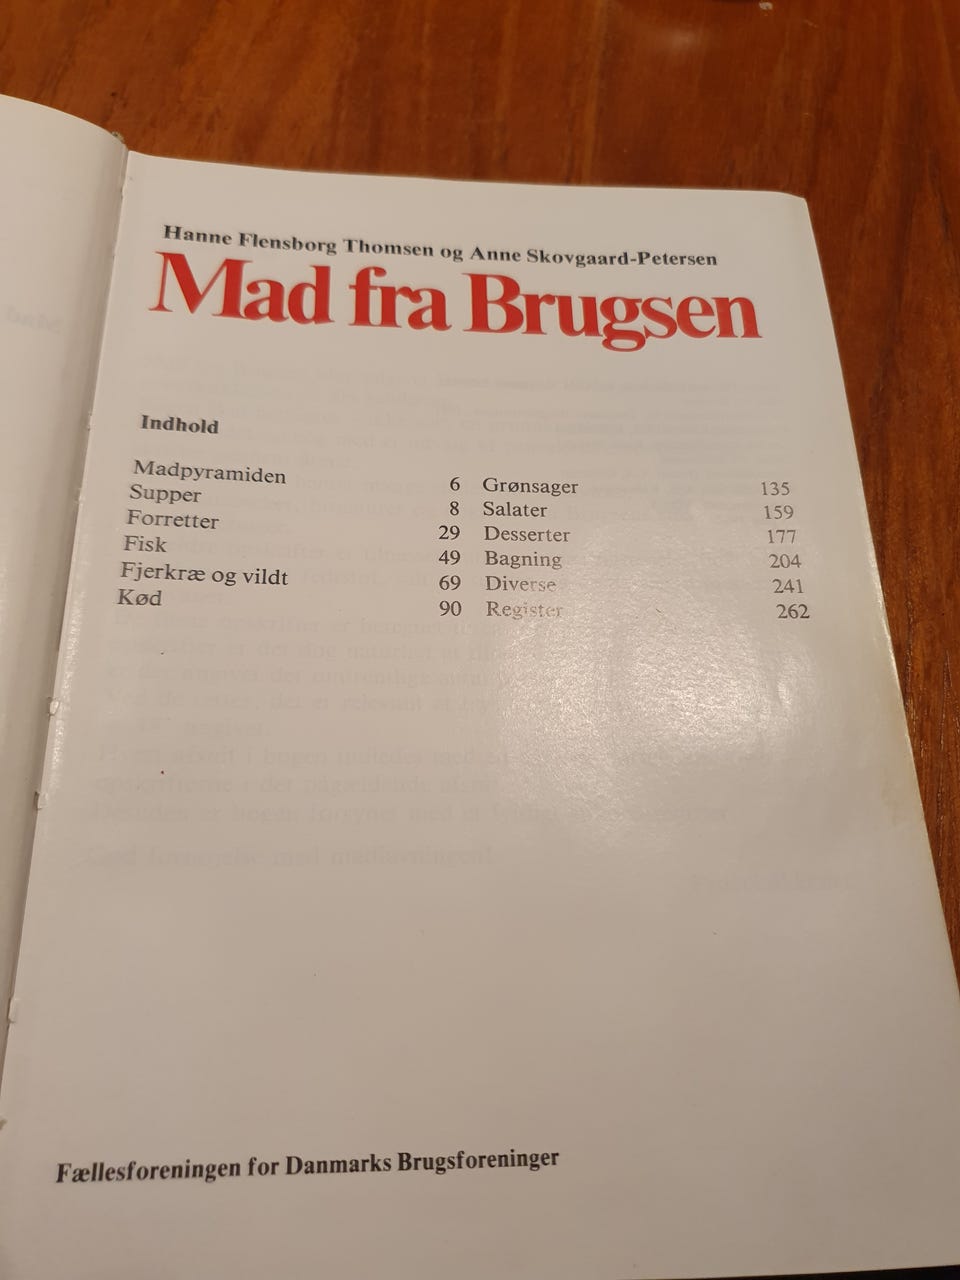 Hanne Flensborg Thomsen og Anne Skovgaard-Petersen
Mad fra Brugsen
Indhold
Madpyramiden 6
Supper 8
Forretter 29
Fisk 49
Fjerkræ og vildt 69
Kød 90
Grønsager 135
Salater 159
Desserter 177
Bagning 204
Diverse 241
Register 262
Fællesforeningen for Danmarks Brugsforeninger